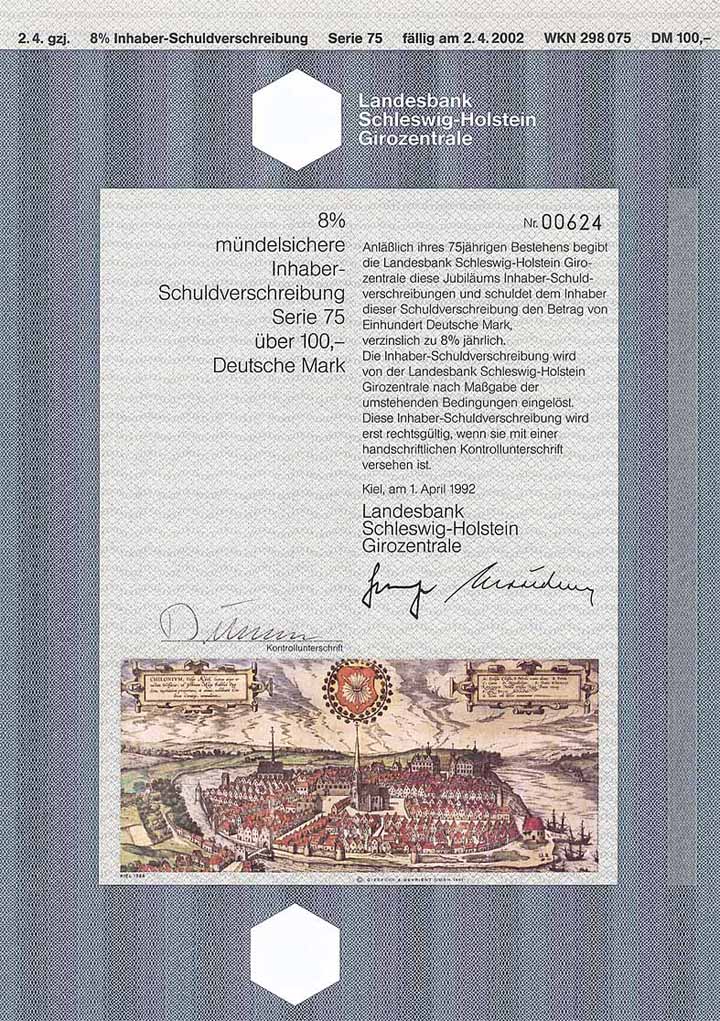 2. 4. gzj. 8% Inhaber-Schuldverschreibung Serie 75 fällig am 2. 4. 2002 WKN 298 075 DM 100,–
Landesbank
Schleswig-Holstein
Girozentrale
8%
mündelsichere
Inhaber-
Schuldverschreibung
Serie 75
über 100,–
Deutsche Mark
Nr. 00624
Anläßlich ihres 75jährigen Bestehens begibt
die Landesbank Schleswig-Holstein Giro-
zentrale diese Jubiläums Inhaber-Schuld-
verschreibungen und schuldet dem Inhaber
dieser Schuldverschreibung den Betrag von
Einhundert Deutsche Mark,
verzinslich zu 8% jährlich.
Die Inhaber-Schuldverschreibung wird
von der Landesbank Schleswig-Holstein
Girozentrale nach Maßgabe der
umstehenden Bedingungen eingelöst.
Diese Inhaber-Schuldverschreibung wird
erst rechtsgültig, wenn sie mit einer
handschriftlichen Kontrollunterschrift
versehen ist.
Kiel, am 1. April 1992
Landesbank
Schleswig-Holstein
Girozentrale
Kontrollunterschrift
CHILONIVM,
KIEL